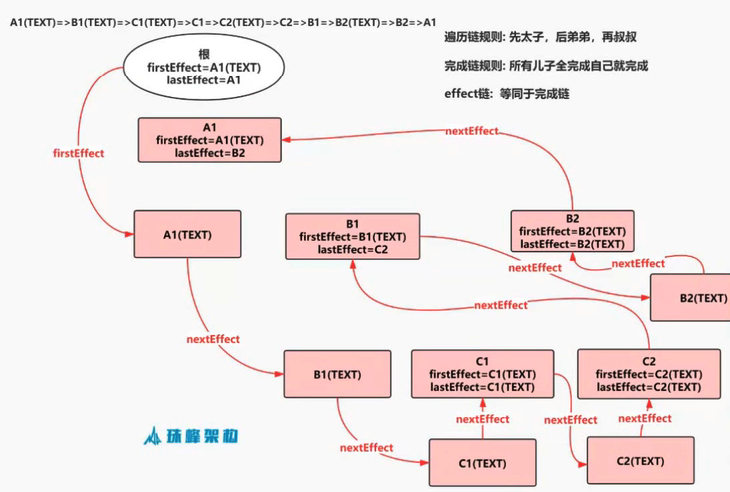 A1(TEXT)=>B1(TEXT)=>C1(TEXT)=>C1=>C2(TEXT)=>C2=>B1=>B2(TEXT)=>B2=>A1
根
firstEffect=A1(TEXT)
lastEffect=A1
遍历链规则: 先太子，后弟弟，再叔叔
完成链规则: 所有儿子全完成自己就完成
effect链: 等同于完成链
A1
firstEffect=A1(TEXT)
lastEffect=B2
nextEffect
firstEffect
A1(TEXT)
B1
firstEffect=B1(TEXT)
lastEffect=C2
B2
firstEffect=B2(TEXT)
lastEffect=B2(TEXT)
nextEffect
nextEffect
B2(TEXT)
nextEffect
nextEffect
B1(TEXT)
C1
firstEffect=C1(TEXT)
lastEffect=C1(TEXT)
C2
firstEffect=C2(TEXT)
lastEffect=C2(TEXT)
nextEffect
nextEffect
nextEffect
nextEffect
C1(TEXT)
C2(TEXT)
珠峰架构